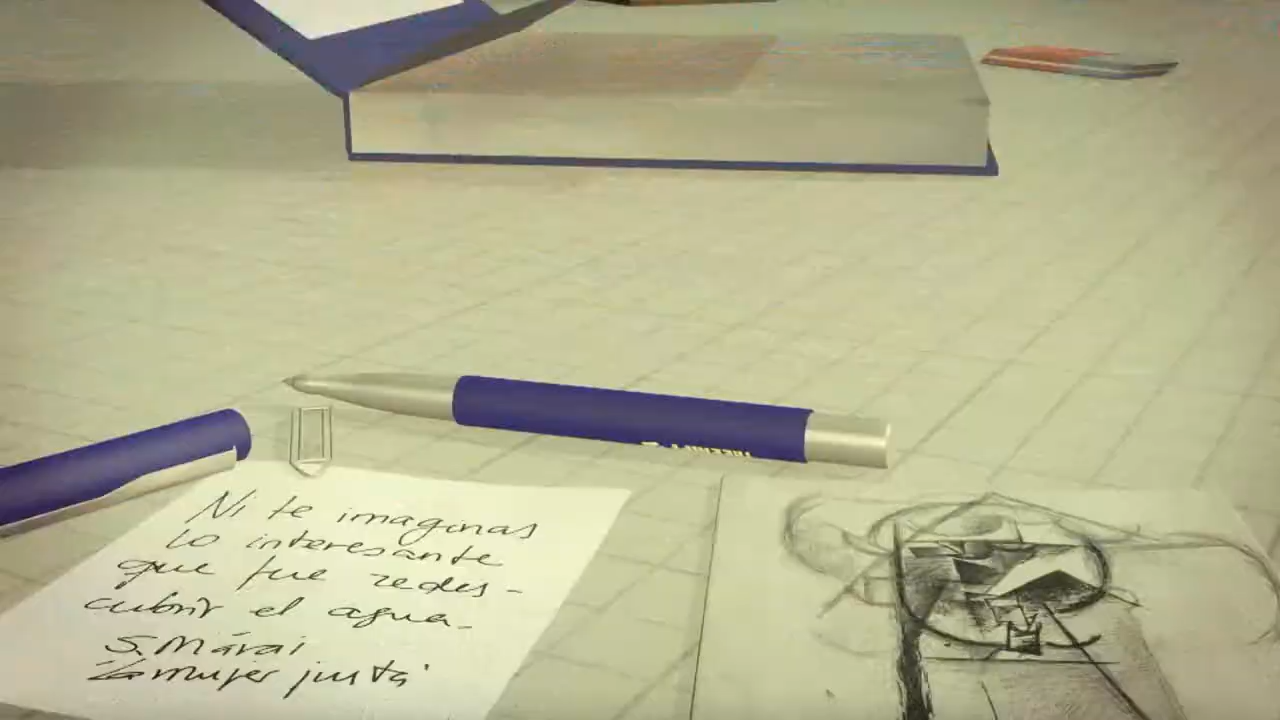 Ni te imaginas
lo interesante
que fue redes-
cubrir el agua.
S. Márai
"La mujer justa"